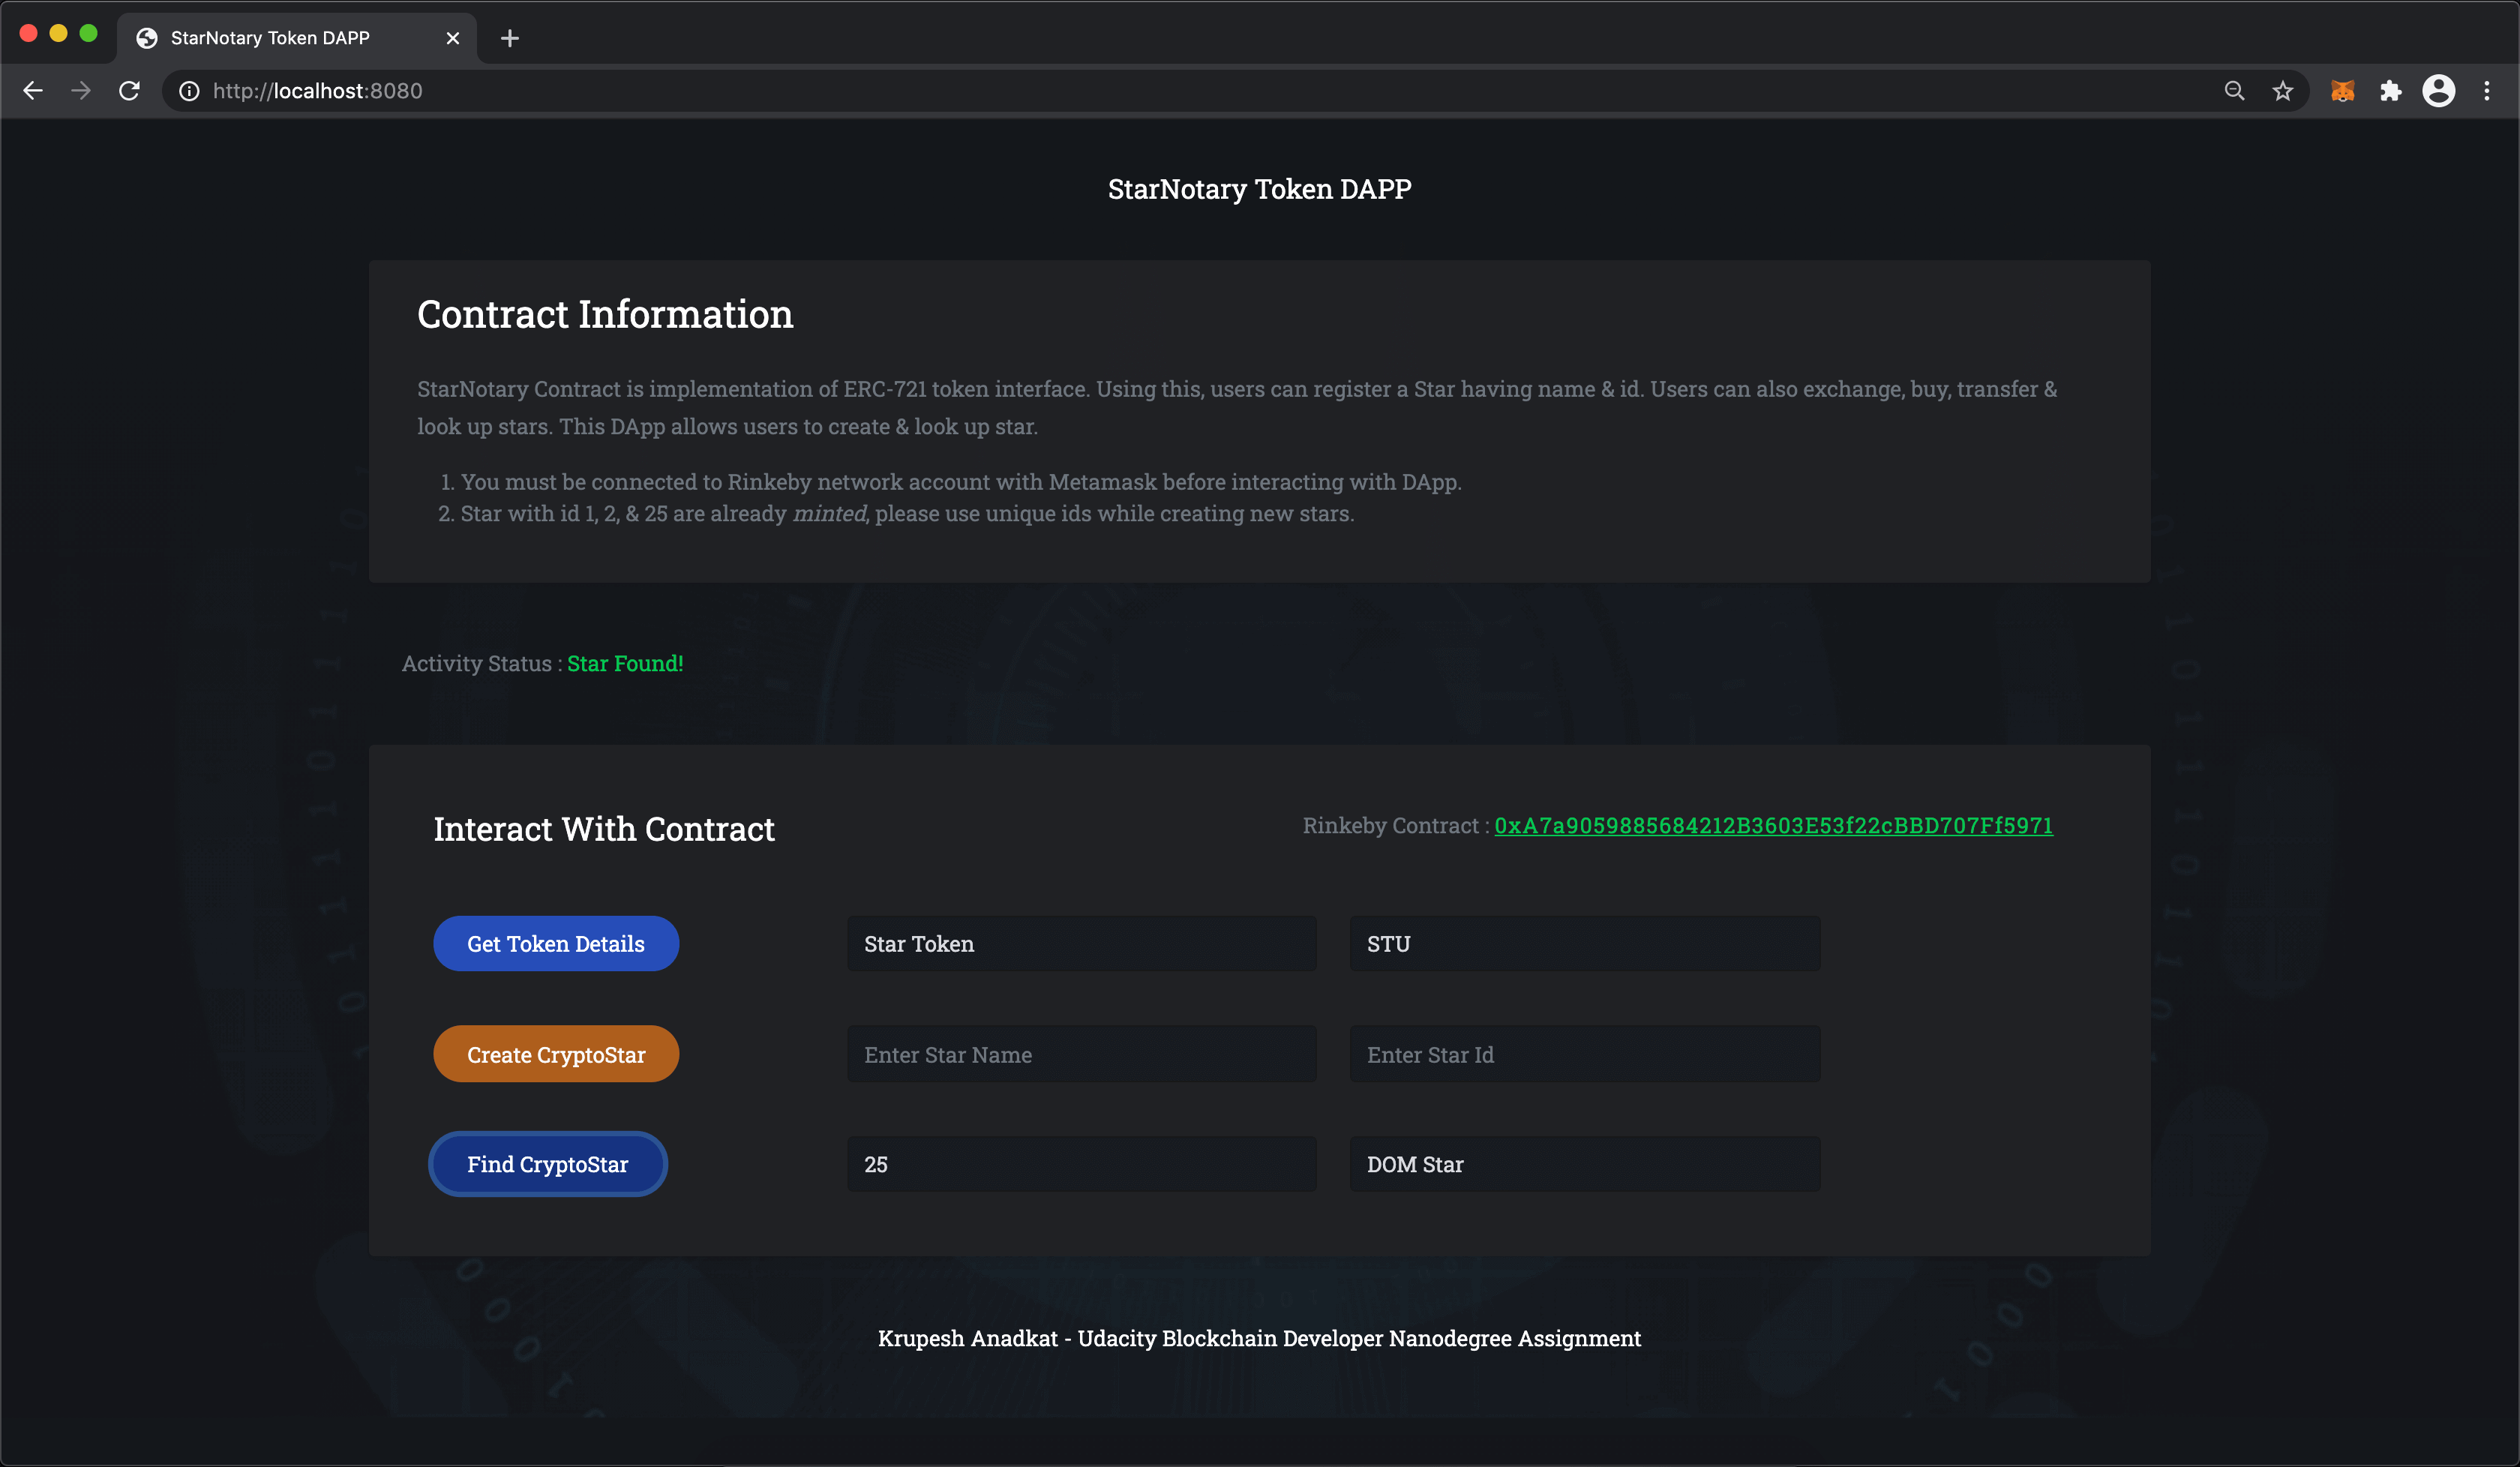 StarNotary Token DAPP
http://localhost:8080
StarNotary Token DAPP
Contract Information
StarNotary Contract is implementation of ERC-721 token interface. Using this, users can register a Star having name & id. Users can also exchange, buy, transfer &
look up stars. This DApp allows users to create & look up star.
1. You must be connected to Rinkeby network account with Metamask before interacting with DApp.
2. Star with id 1, 2, & 25 are already minted, please use unique ids while creating new stars.
Activity Status : Star Found!
Interact With Contract
Rinkeby Contract : 0xA7a9059885684212B3603E53f22cBBD707Ff5971
Get Token Details
Star Token
STU
Create CryptoStar
Enter Star Name
Enter Star Id
Find CryptoStar
25
DOM Star
Krupesh Anadkat - Udacity Blockchain Developer Nanodegree Assignment